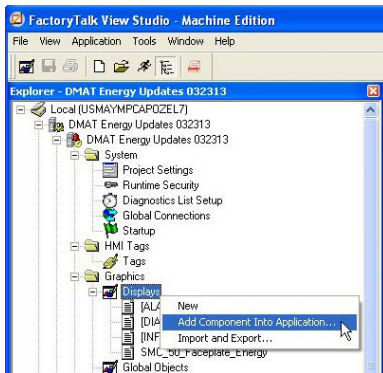 FactoryTalk View Studio - Machine Edition
File View Application Tools Window Help
Explorer - DMAT Energy Updates 032313
Local (USMAYMPCAPOZEL7)
DMAT Energy Updates 032313
DMAT Energy Updates 032313
System
Project Settings
Runtime Security
Diagnostics List Setup
Global Connections
Startup
HMI Tags
Tags
Graphics
Displays
[ALA
New
[DIA
Add Component Into Application...
[INF
Import and Export...
SMC_50_Faceplate_Energy
Global Objects